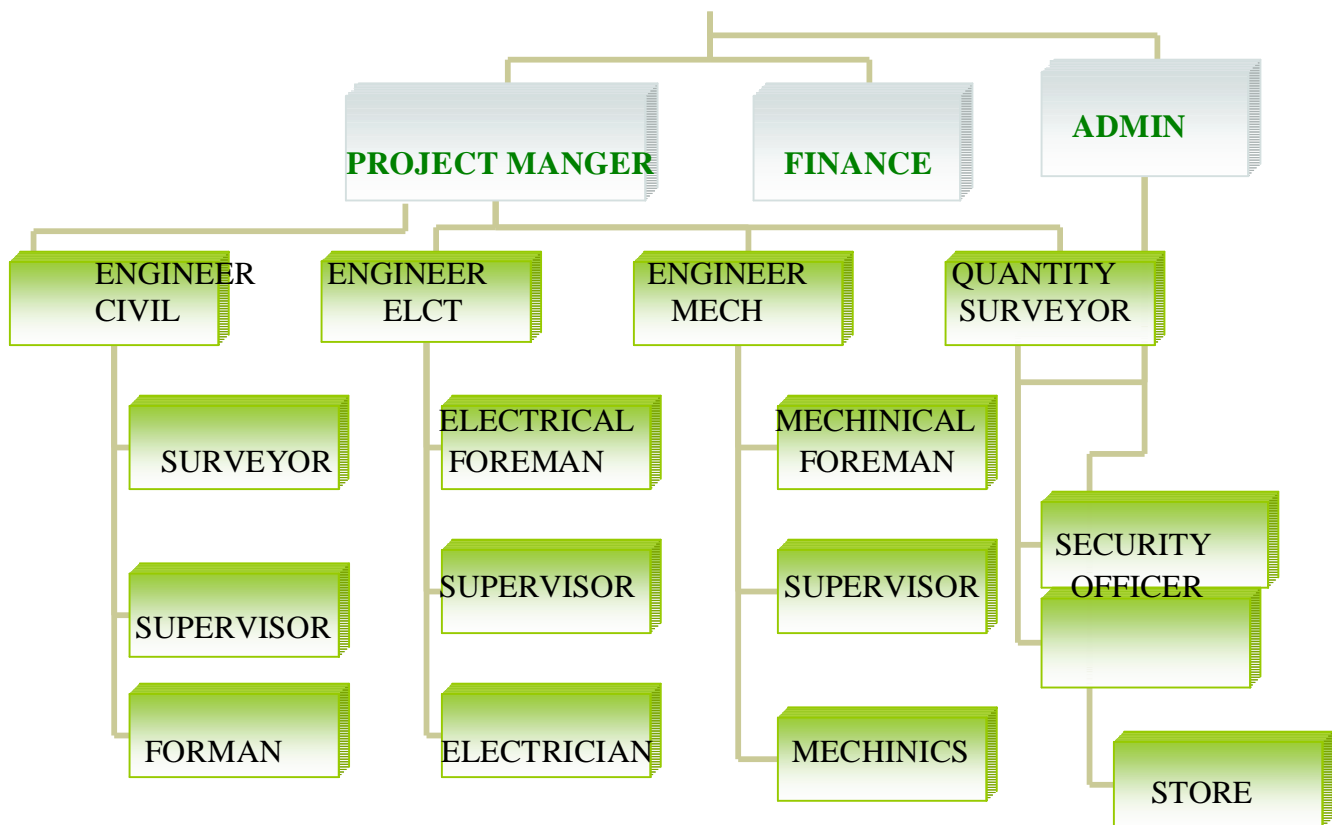 PROJECT MANGER
FINANCE
ADMIN
ENGINEER
CIVIL
ENGINEER
ELCT
ENGINEER
MECH
QUANTITY
SURVEYOR
SURVEYOR
ELECTRICAL
FOREMAN
MECHINICAL
FOREMAN
SUPERVISOR
SUPERVISOR
SUPERVISOR
SECURITY
OFFICER
FORMAN
ELECTRICIAN
MECHINICS
STORE